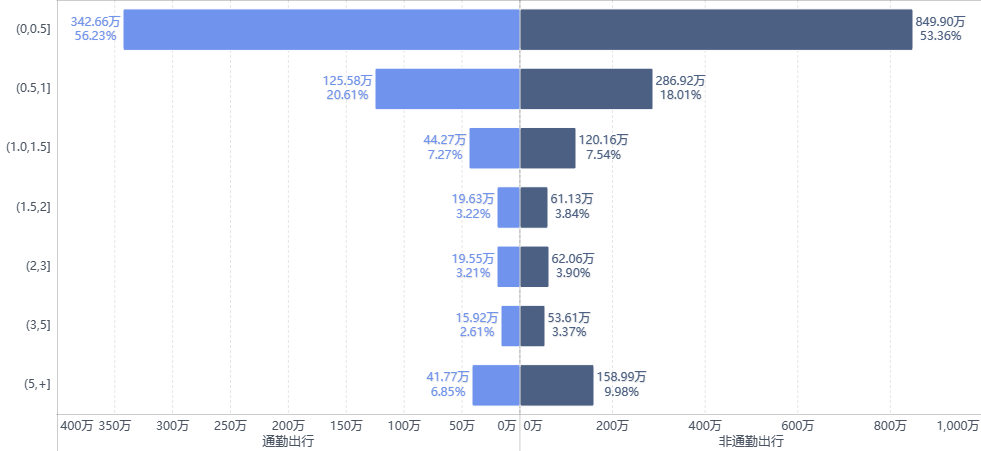 (0,0.5]
342.66万
56.23%
849.90万
53.36%
(0.5,1]
125.58万
20.61%
286.92万
18.01%
(1.0,1.5]
44.27万
7.27%
120.16万
7.54%
(1.5,2]
19.63万
3.22%
61.13万
3.84%
(2,3]
19.55万
3.21%
62.06万
3.90%
(3,5]
15.92万
2.61%
53.61万
3.37%
(5,+]
41.77万
6.85%
158.99万
9.98%
400万 350万 300万 250万 200万 150万 100万 50万 0万 0万 200万 400万 600万 800万 1,000万
通勤出行 非通勤出行